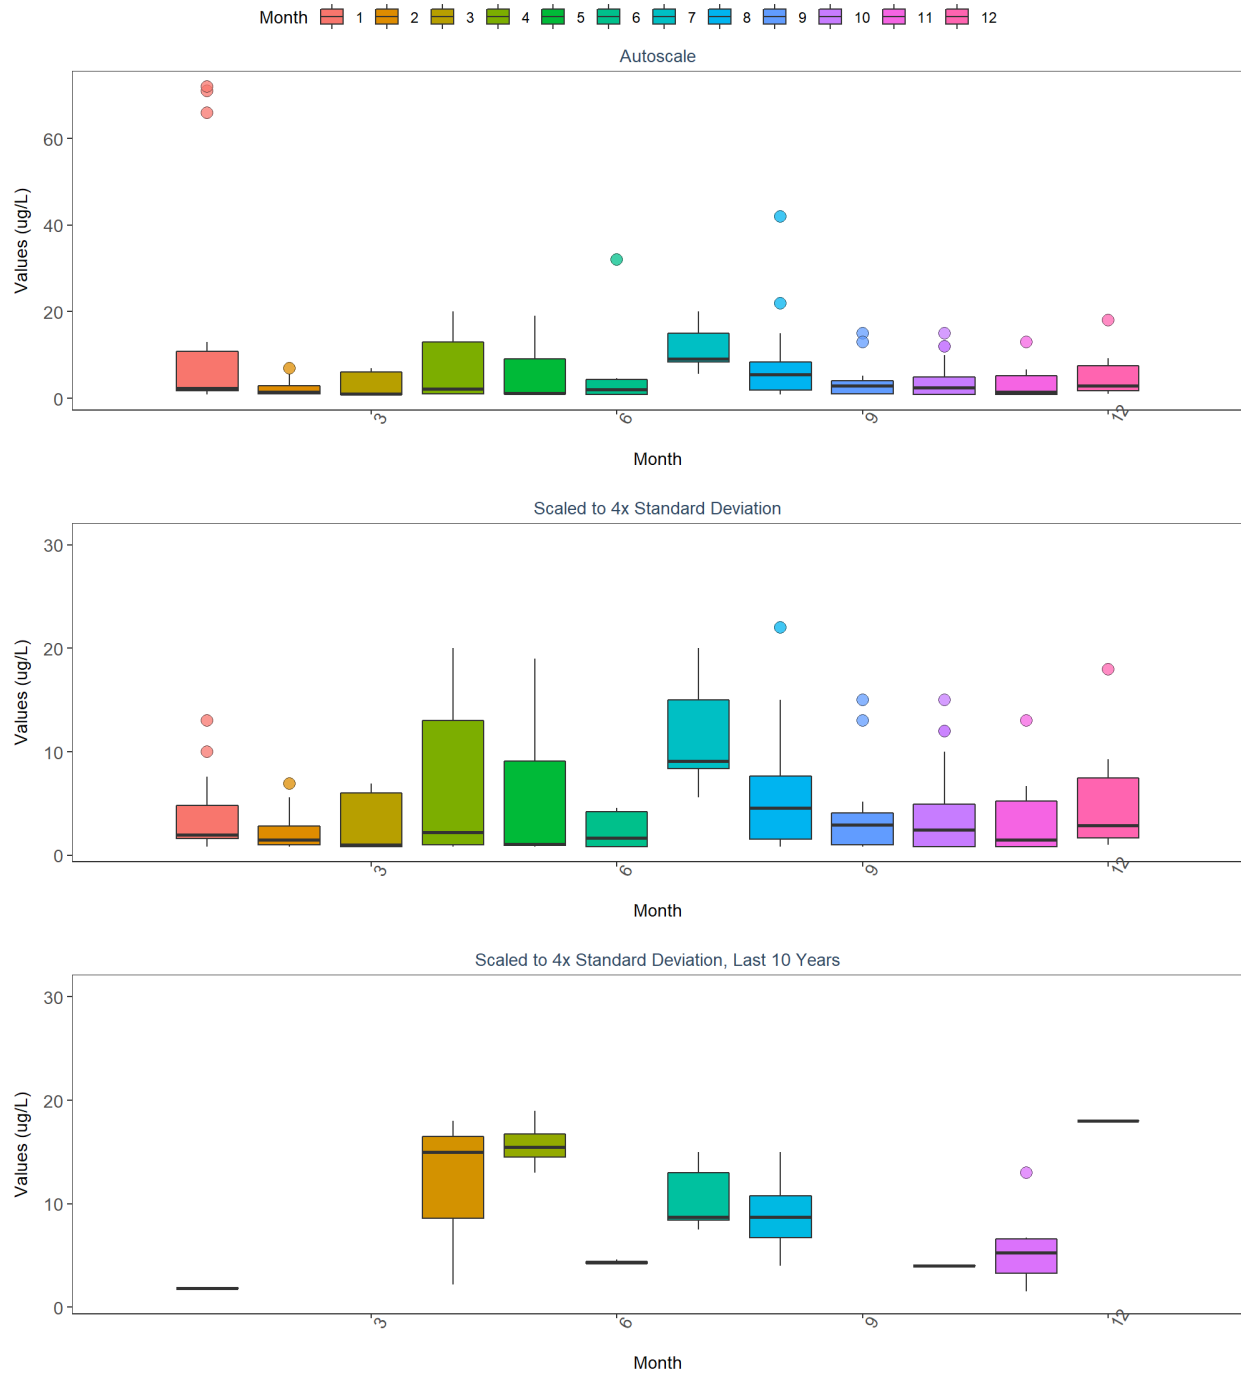 Month 1 2 3 4 5 6 7 8 9 10 11 12
Autoscale
Values (ug/L)
60
40
20
0
3 6 9 12
Month
Scaled to 4x Standard Deviation
Values (ug/L)
30
20
10
0
3 6 9 12
Month
Scaled to 4x Standard Deviation, Last 10 Years
Values (ug/L)
30
20
10
0
3 6 9 12
Month